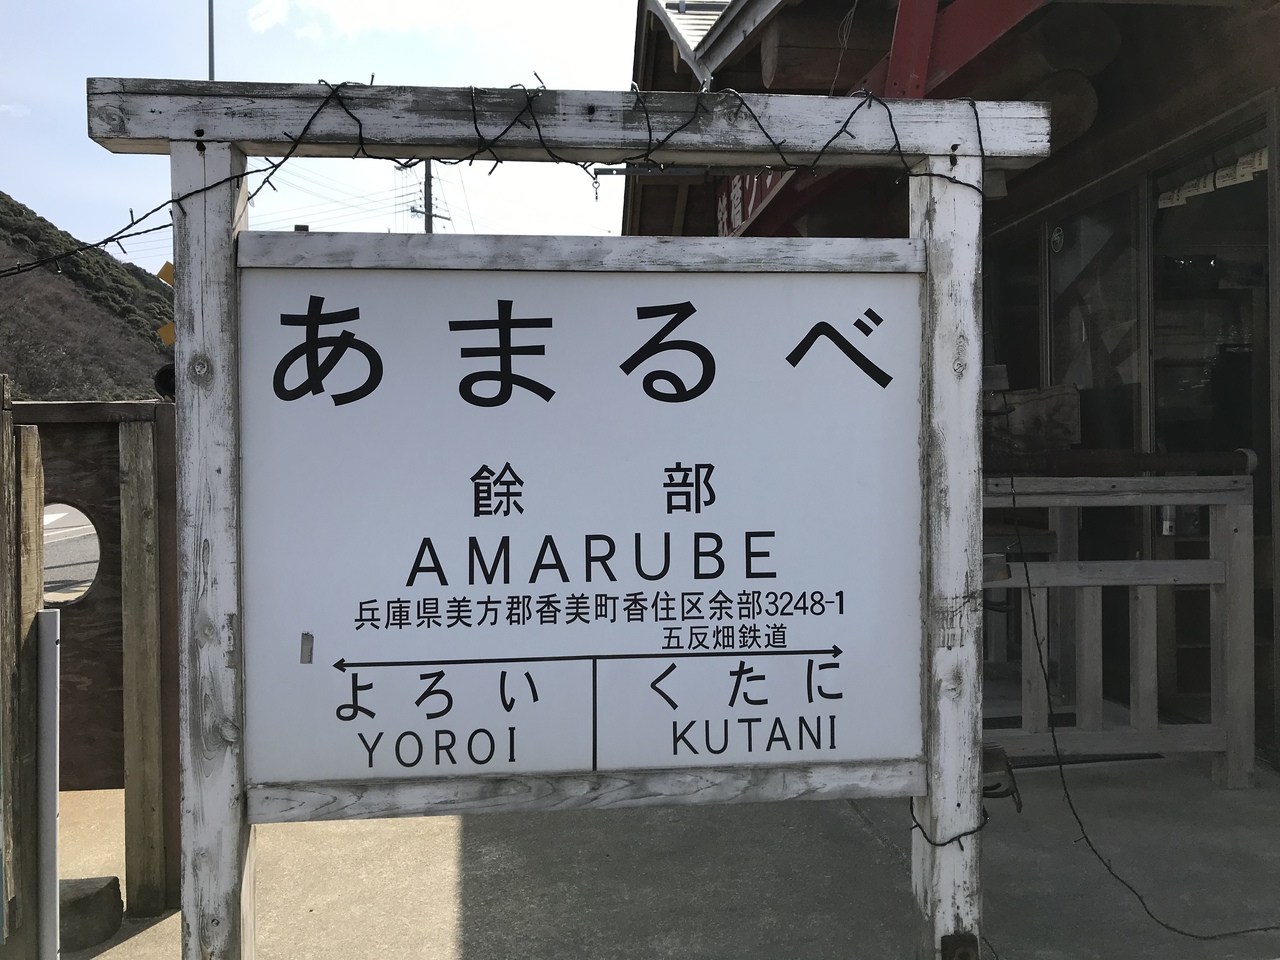 あまるべ
餘部
AMARUBE
兵庫県美方郡香美町香住区余部3248-1
五反畑鉄道
よろい くたに
YOROI KUTANI